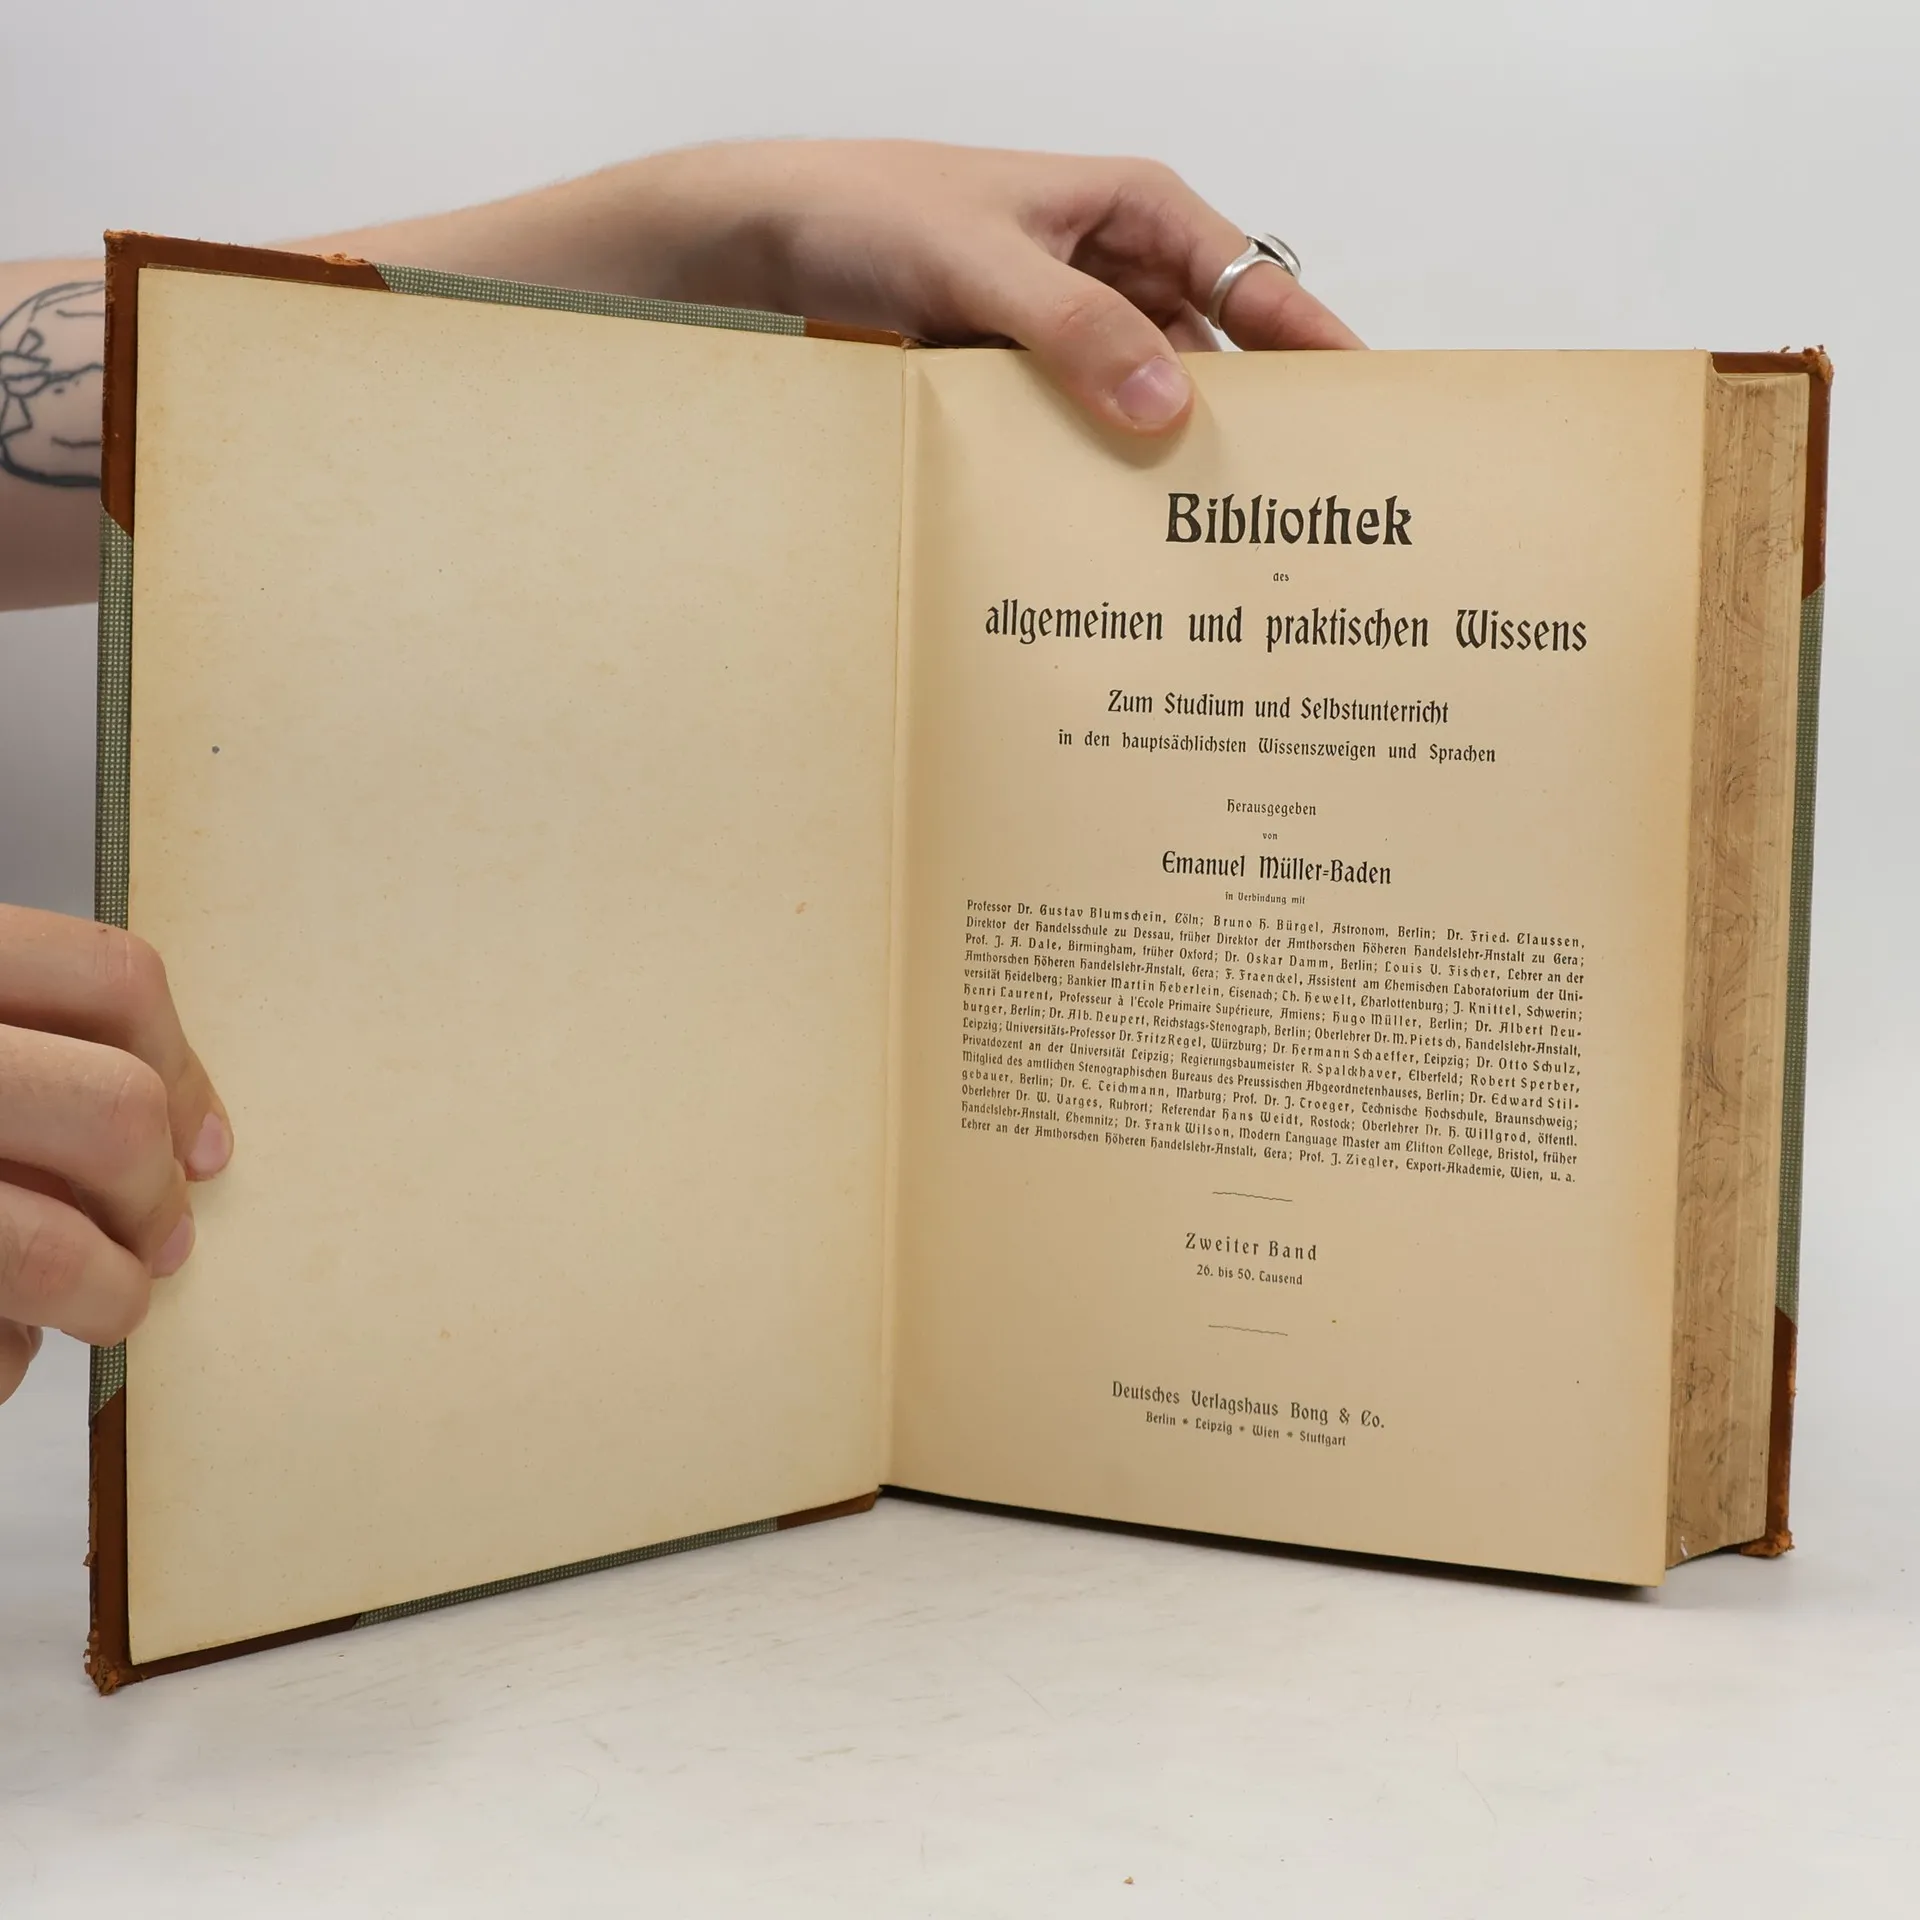 Bibliothek
des
allgemeinen und praktischen Wissens
Zum Studium und Selbstunterricht
in den hauptsächlichsten Wissenszweigen und Sprachen
Herausgegeben
von
Emanuel Müller-Baden
in Verbindung mit
Professor Dr. Gustav Blumschein, Cöln; Bruno H. Bürgel, Astronom, Berlin; Dr. Fried. Claussen,
Direktor der Handelsschule zu Dessau, früher Direktor der Amthorschen Höheren Handelslehr-Anstalt zu Gera;
Prof. J. A. Dale, Birmingham, früher Oxford; Dr. Oskar Damm, Berlin; Louis V. Fischer, Lehrer an der
Amthorschen Höheren Handelslehr-Anstalt, Gera; F. Fraenckel, Assistent am Chemischen Laboratorium der Uni-
versität Heidelberg; Bankier Martin Heberlein, Eisenach; Th. Hewelt, Charlottenburg; J. Knittel, Schwerin;
Henri Laurent, Professeur à l'Ecole Primaire Supérieure, Amiens; Hugo Müller, Berlin; Dr. Albert Neu-
burger, Berlin; Dr. Alb. Neupert, Reichstags-Stenograph, Berlin; Oberlehrer Dr. M. Pietsch, Handelslehr-Anstalt,
Leipzig; Universitäts-Professor Dr. Fritz Regel, Würzburg; Dr. Hermann Schaeffer, Leipzig; Dr. Otto Schulz,
Privatdozent an der Universität Leipzig; Regierungsbaumeister R. Spalckhaver, Elberfeld; Robert Sperber,
Mitglied des amtlichen Stenographischen Bureaus des Preussischen Abgeordnetenhauses, Berlin; Dr. Edward Stil-
gebauer, Berlin; Dr. E. Teichmann, Marburg; Prof. Dr. J. Troeger, Technische Hochschule, Braunschweig;
Oberlehrer Dr. W. Varges, Ruhrort; Referendar Hans Weidt, Rostock; Oberlehrer Dr. H. Willgrod, öffentl.
Handelslehr-Anstalt, Chemnitz; Dr. Frank Wilson, Modern Language Master am Clifton College, Bristol, früher
Lehrer an der Amthorschen Höheren Handelslehr-Anstalt, Gera; Prof. J. Ziegler, Export-Akademie, Wien, u. a.
Zweiter Band
26. bis 50. Tausend
Deutsches Verlagshaus Bong & Co.
Berlin * Leipzig * Wien * Stuttgart